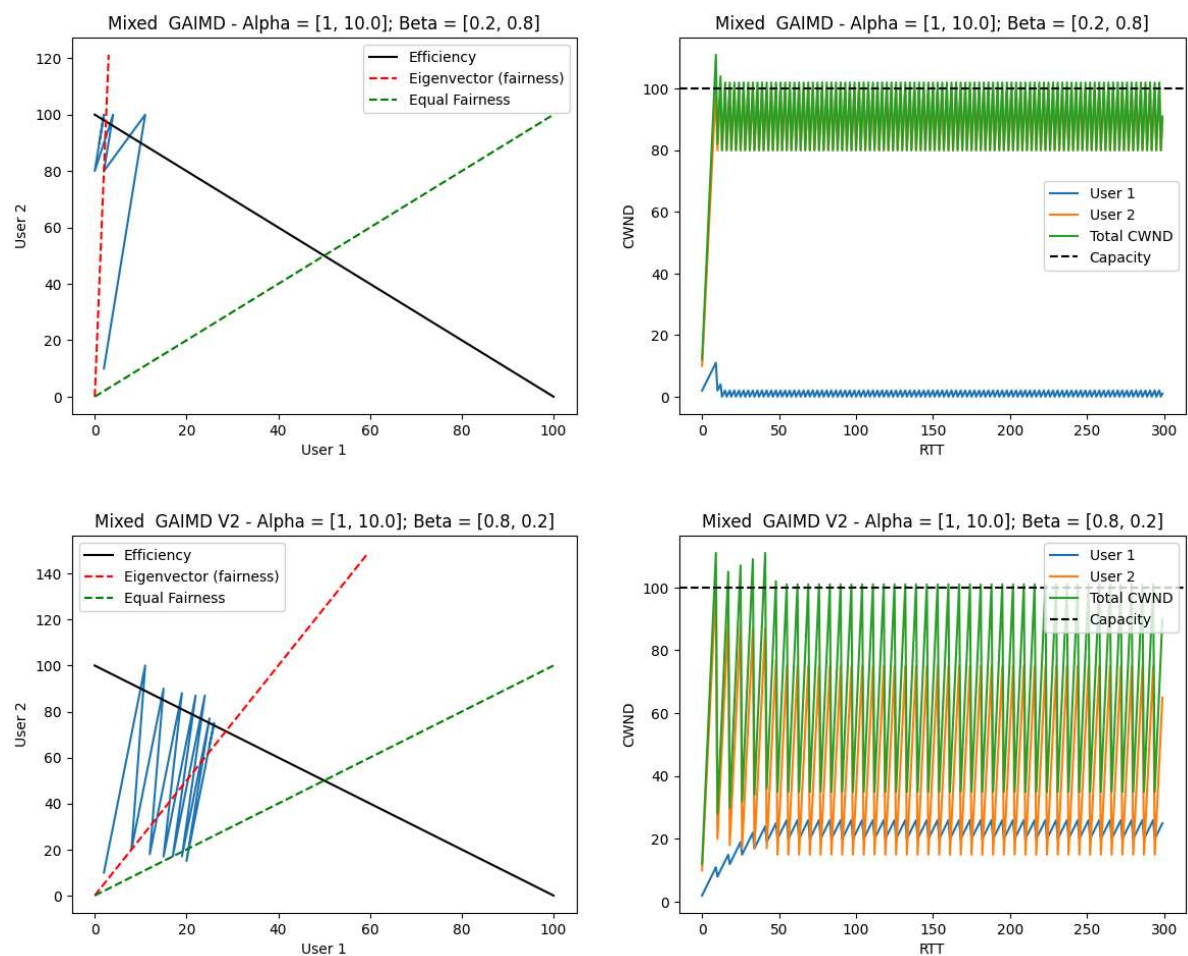 Mixed  GAIMD - Alpha = [1, 10.0]; Beta = [0.2, 0.8]
120
100
80
60
40
20
0
User 2
Efficiency
Eigenvector (fairness)
Equal Fairness
0 20 40 60 80 100
User 1
Mixed  GAIMD - Alpha = [1, 10.0]; Beta = [0.2, 0.8]
100
80
60
40
20
0
CWND
User 1
User 2
Total CWND
Capacity
0 50 100 150 200 250 300
RTT
Mixed  GAIMD V2 - Alpha = [1, 10.0]; Beta = [0.8, 0.2]
140
120
100
80
60
40
20
0
User 2
Efficiency
Eigenvector (fairness)
Equal Fairness
0 20 40 60 80 100
User 1
Mixed  GAIMD V2 - Alpha = [1, 10.0]; Beta = [0.8, 0.2]
100
80
60
40
20
0
CWND
User 1
User 2
Total CWND
Capacity
0 50 100 150 200 250 300
RTT